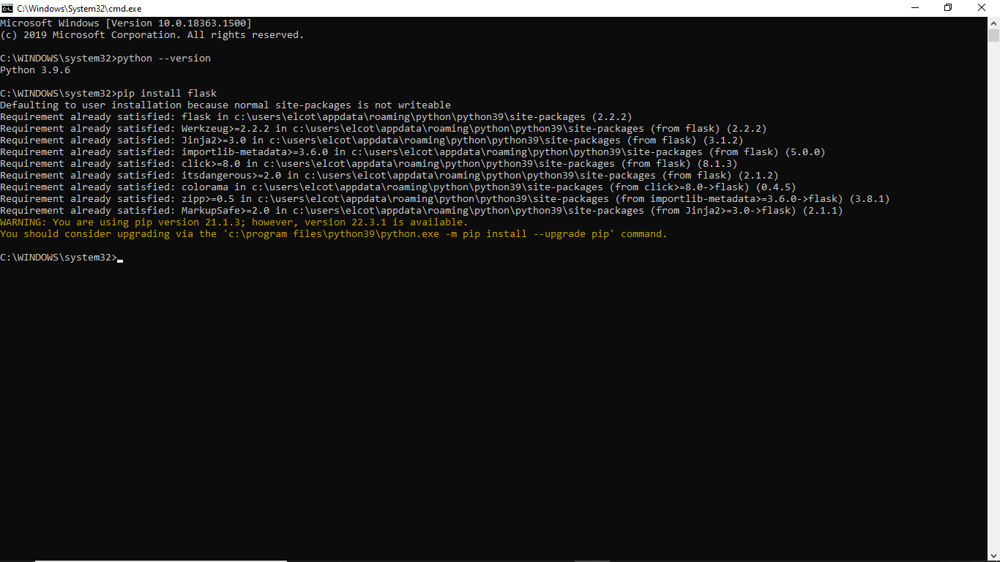 C:\Windows\System32\cmd.exe
Microsoft Windows [Version 10.0.18363.1500]
(c) 2019 Microsoft Corporation. All rights reserved.
C:\WINDOWS\system32>python --version
Python 3.9.6
C:\WINDOWS\system32>pip install flask
Defaulting to user installation because normal site-packages is not writeable
Requirement already satisfied: flask in c:\users\elcot\appdata\roaming\python\python39\site-packages (2.2.2)
Requirement already satisfied: Werkzeug>=2.2.2 in c:\users\elcot\appdata\roaming\python\python39\site-packages (from flask) (2.2.2)
Requirement already satisfied: Jinja2>=3.0 in c:\users\elcot\appdata\roaming\python\python39\site-packages (from flask) (3.1.2)
Requirement already satisfied: importlib-metadata>=3.6.0 in c:\users\elcot\appdata\roaming\python\python39\site-packages (from flask) (5.0.0)
Requirement already satisfied: click>=8.0 in c:\users\elcot\appdata\roaming\python\python39\site-packages (from flask) (8.1.3)
Requirement already satisfied: itsdangerous>=2.0 in c:\users\elcot\appdata\roaming\python\python39\site-packages (from flask) (2.1.2)
Requirement already satisfied: colorama in c:\users\elcot\appdata\roaming\python\python39\site-packages (from click>=8.0->flask) (0.4.5)
Requirement already satisfied: zipp>=0.5 in c:\users\elcot\appdata\roaming\python\python39\site-packages (from importlib-metadata>=3.6.0->flask) (3.8.1)
Requirement already satisfied: MarkupSafe>=2.0 in c:\users\elcot\appdata\roaming\python\python39\site-packages (from Jinja2>=3.0->flask) (2.1.1)
WARNING: You are using pip version 21.1.3; however, version 22.3.1 is available.
You should consider upgrading via the 'c:\program files\python39\python.exe -m pip install --upgrade pip' command.
C:\WINDOWS\system32>